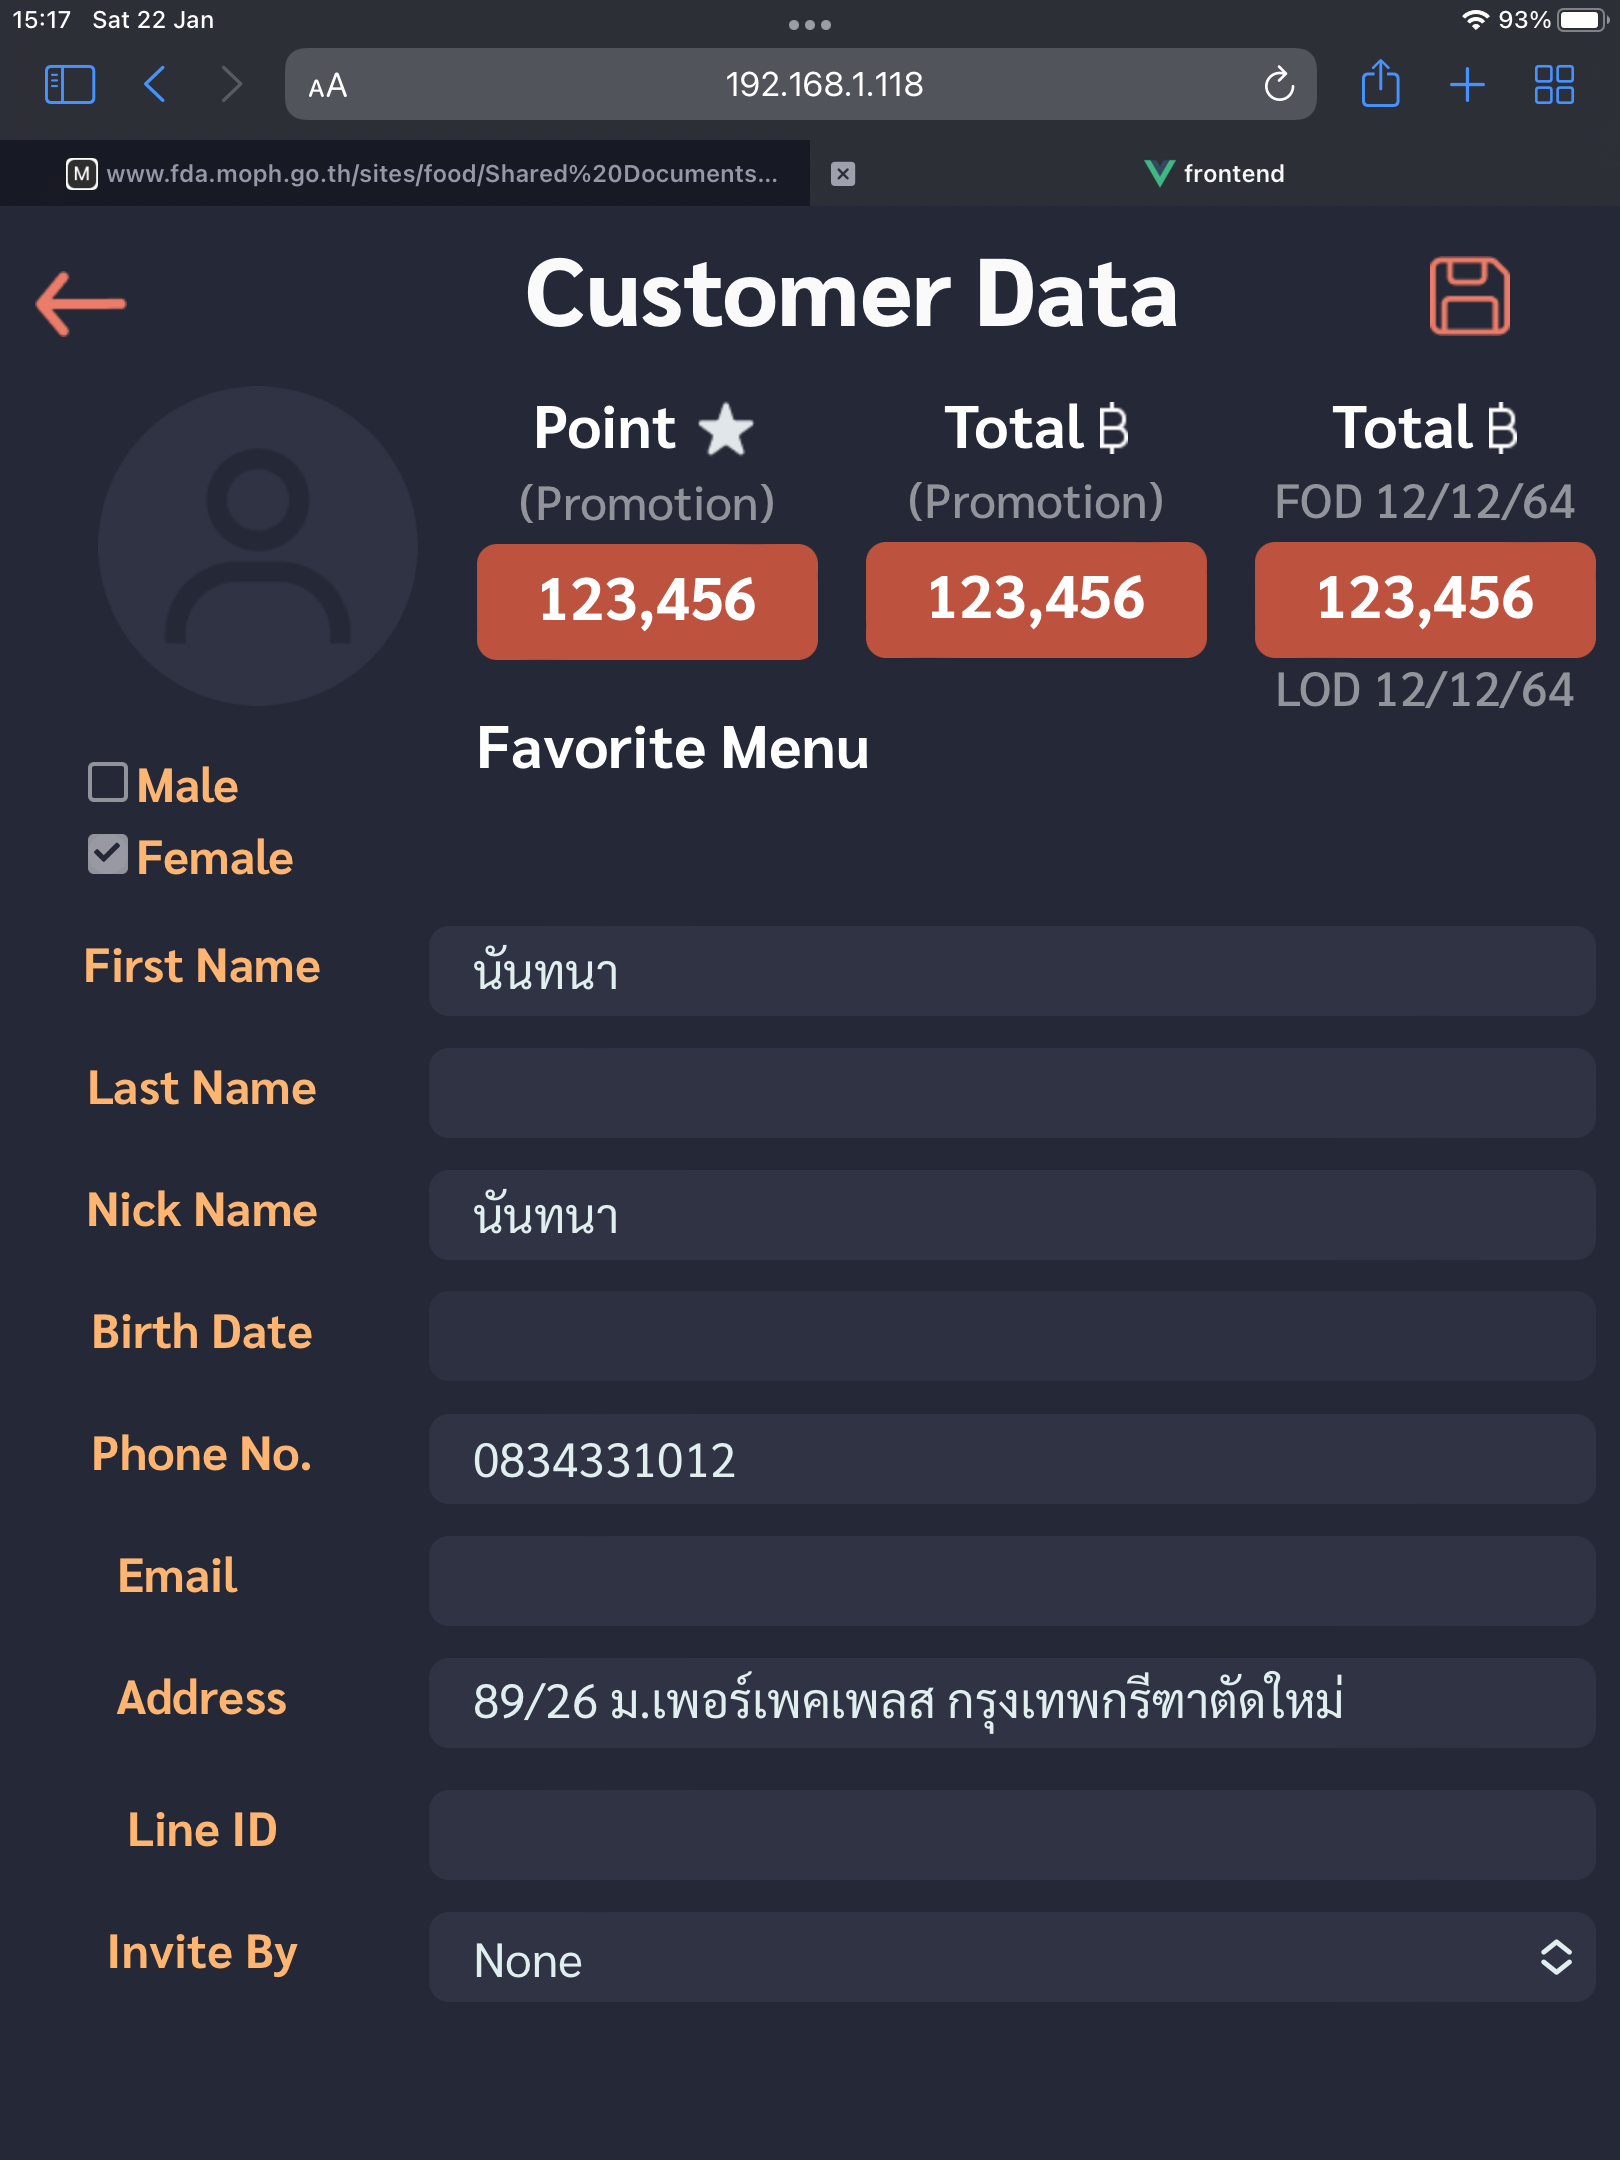 15:17 Sat 22 Jan
93%
AA 192.168.1.118
M www.fda.moph.go.th/sites/food/Shared%20Documents...
frontend
Customer Data
Point
(Promotion)
123,456
Total ฿
(Promotion)
123,456
Total ฿
FOD 12/12/64
123,456
LOD 12/12/64
Favorite Menu
Male
Female
First Name นันทนา
Last Name
Nick Name นันทนา
Birth Date
Phone No. 0834331012
Email
Address 89/26 ม.เพอร์เพคเพลส กรุงเทพกรีฑาตัดใหม่
Line ID
Invite By None